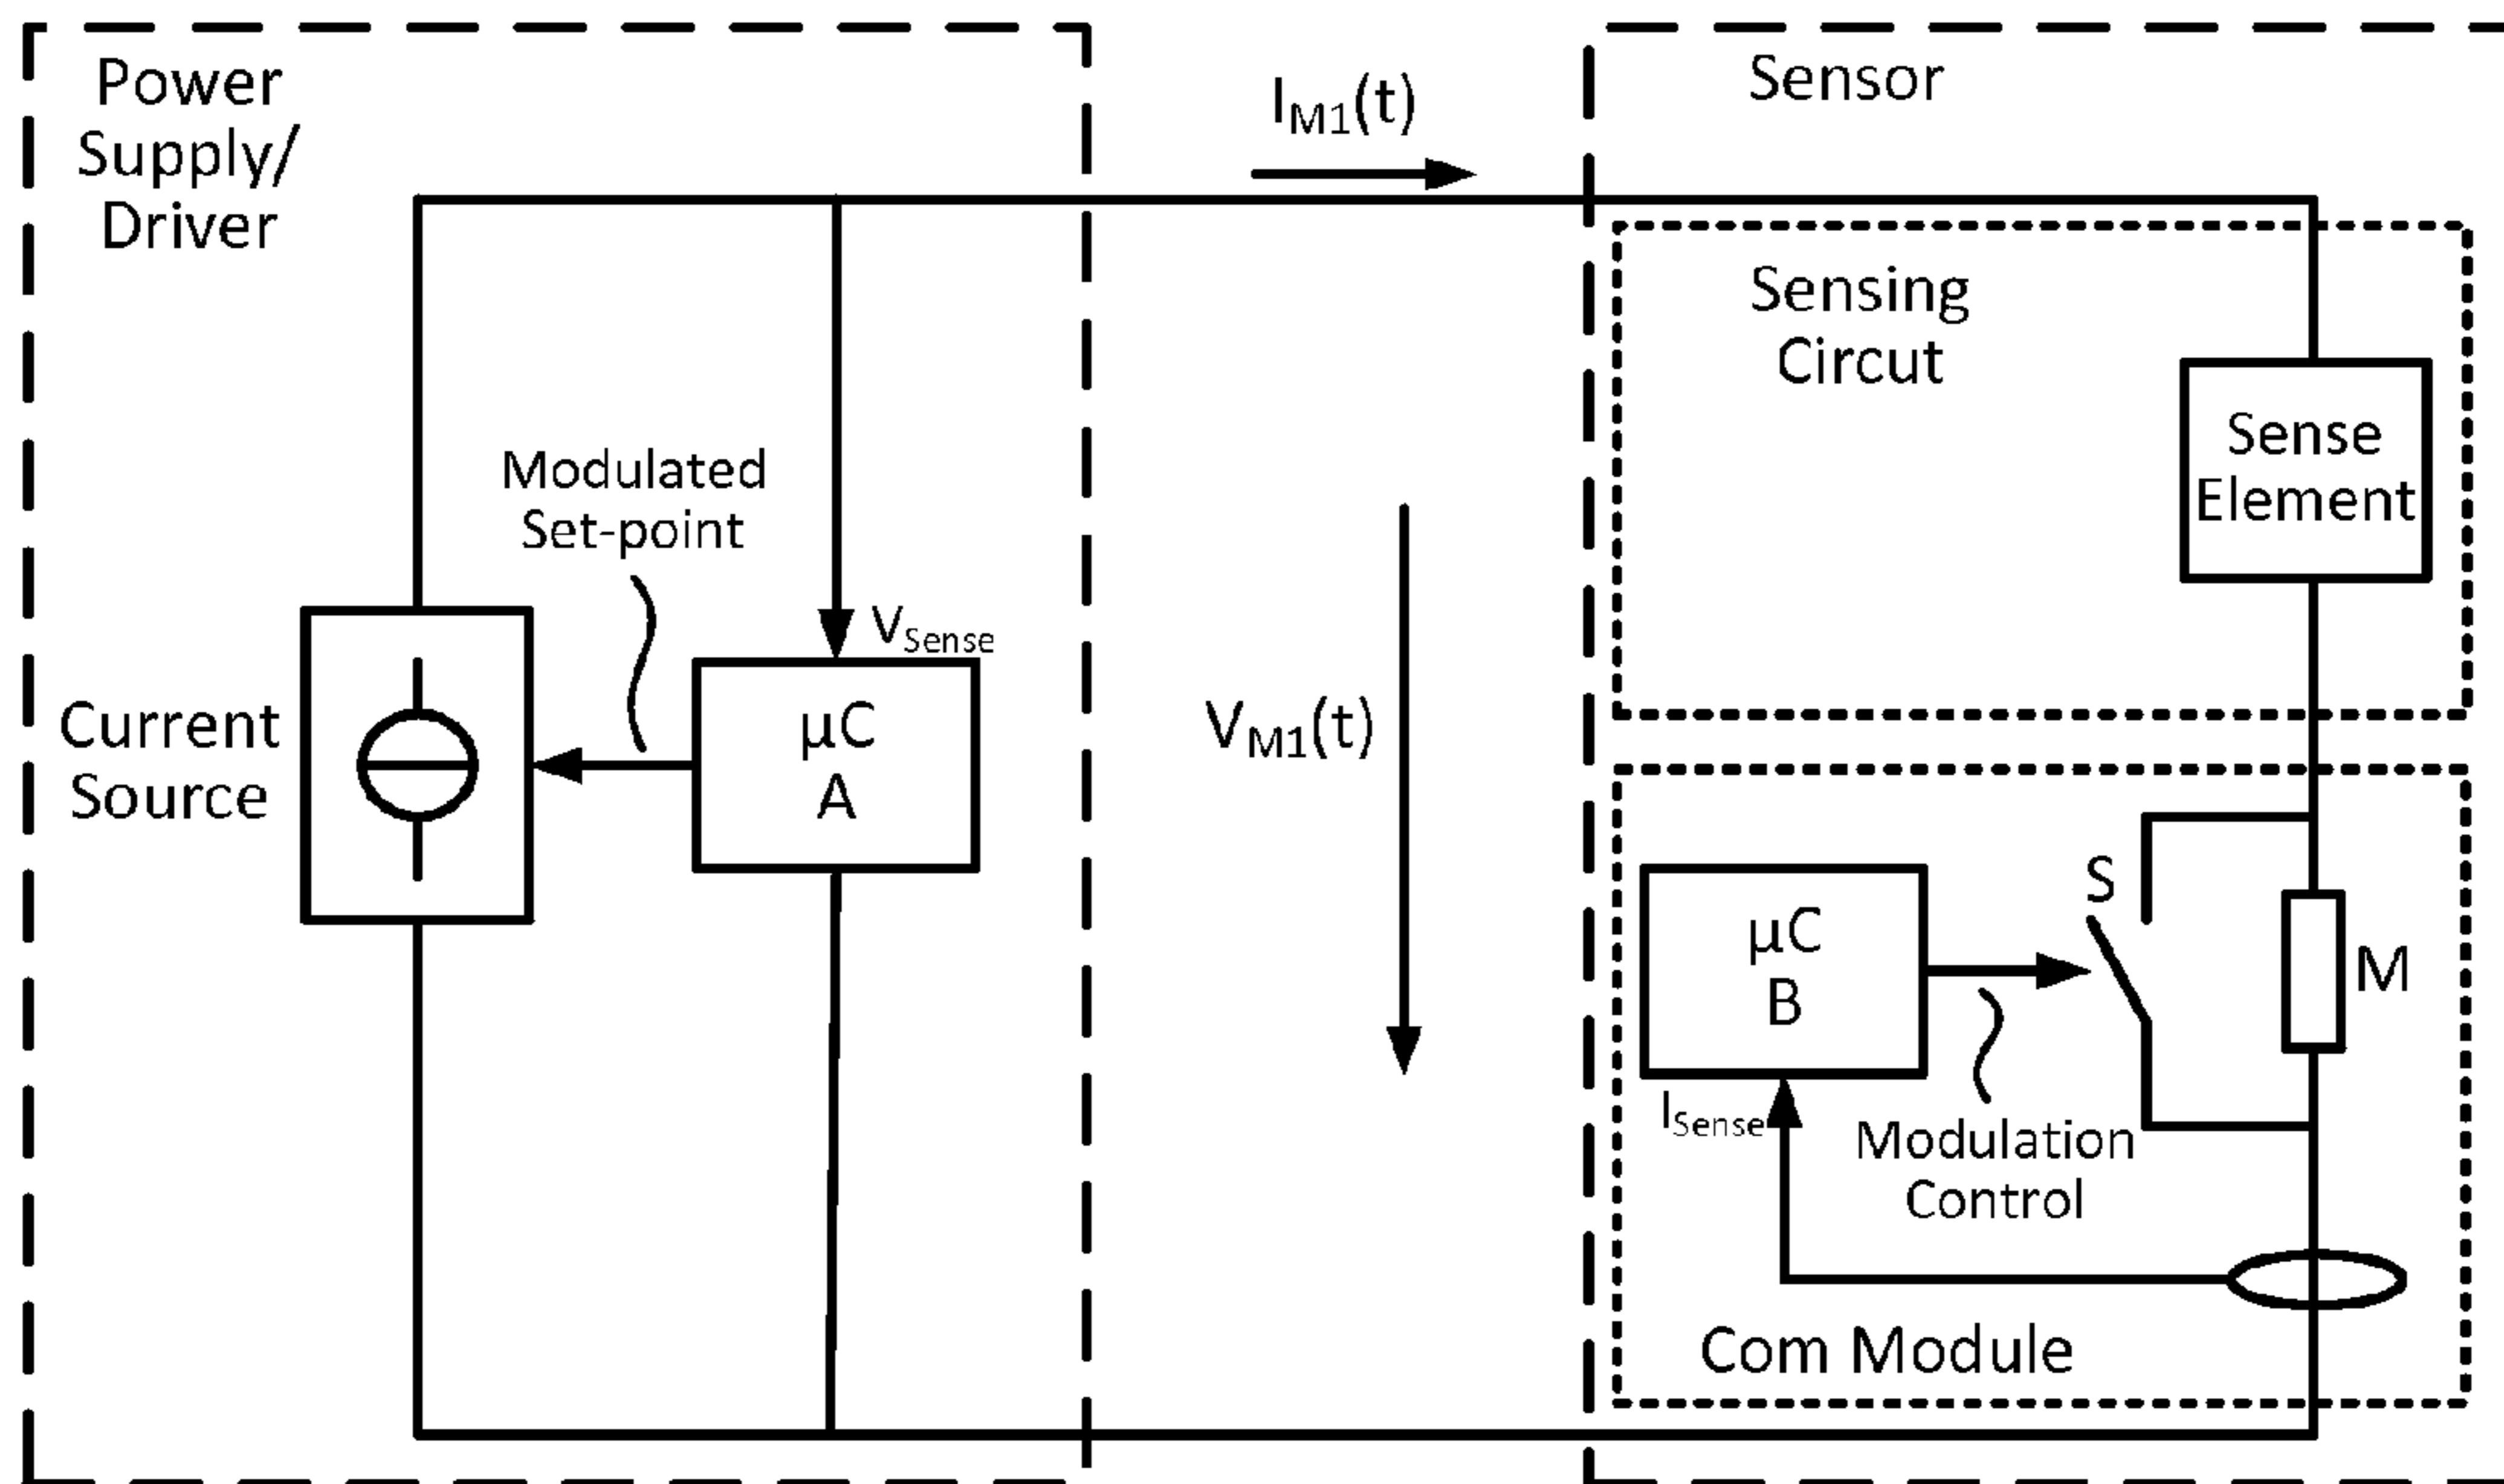 Power
Supply/
Driver
I_M1(t)
Sensor
Sensing
Circut
Sense
Element
Modulated
Set-point
V_Sense
Current
Source
µC
A
V_M1(t)
S
µC
B
M
I_Sense
Modulation
Control
Com Module